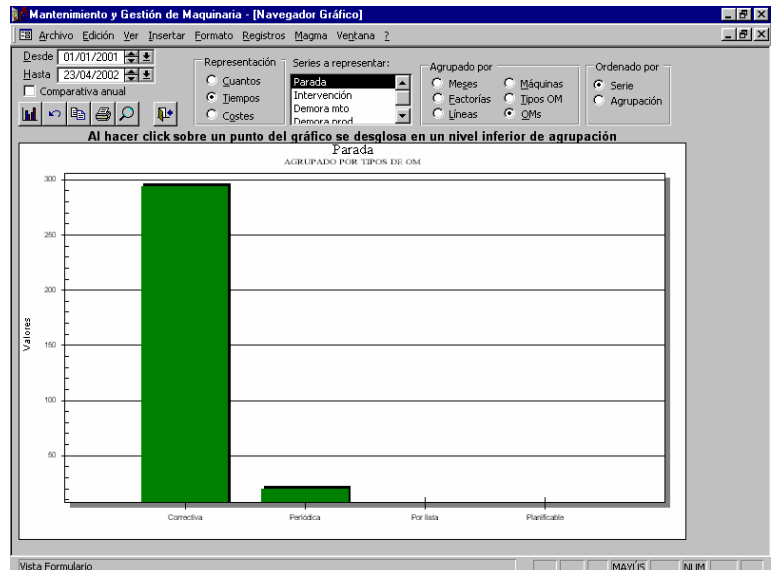 Mantenimiento y Gestión de Maquinaria - [Navegador Gráfico]
Archivo Edición Ver Insertar Formato Registros Magma Ventana ?
Desde 01/01/2001
Hasta 23/04/2002
Comparativa anual
Representación
Cuantos
Tiempos
Costes
Series a representar:
Parada
Intervención
Demora mto
Demora prod
Agrupado por
Meses
Factorías
Líneas
Máquinas
Tipos OM
OMs
Ordenado por
Serie
Agrupación
Al hacer click sobre un punto del gráfico se desglosa en un nivel inferior de agrupación
Parada
AGRUPADO POR TIPOS DE OM
Valores
300
250
200
150
100
50
Correctiva Periódica Por lista Planificable
Vista Formulario MAYÚS NUM